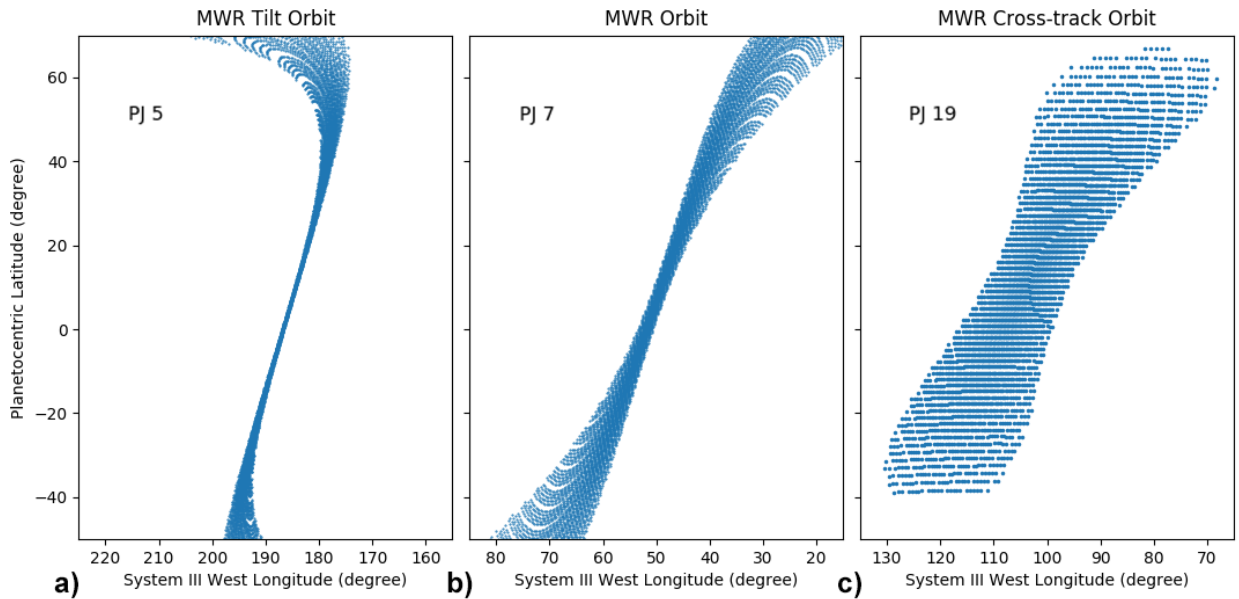 MWR Tilt Orbit
MWR Orbit
MWR Cross-track Orbit
PJ 5
PJ 7
PJ 19
Planetocentric Latitude (degree)
60
40
20
0
−20
−40
220 210 200 190 180 170 160
80 70 60 50 40 30 20
130 120 110 100 90 80 70
a) System III West Longitude (degree)
b) System III West Longitude (degree)
c) System III West Longitude (degree)